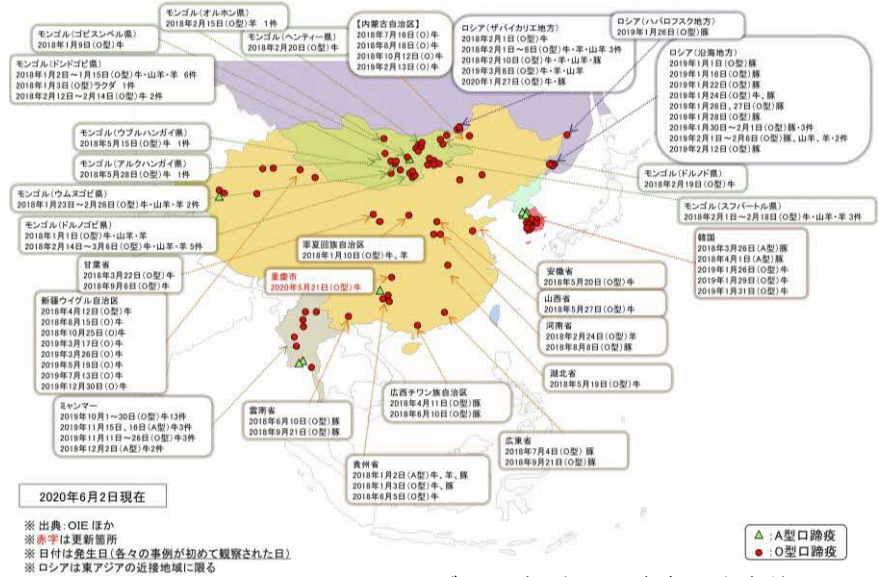 モンゴル(オルホン県)
2018年2月15日(O型)羊 1件
モンゴル(ゴビスンベル県)
2018年1月9日(O型)牛
モンゴル(ヘンティー県)
2018年2月20日(O型)牛
【内蒙古自治区】
2018年7月16日(O)牛
2018年8月18日(O)牛
2018年10月12日(O)牛
2019年2月13日(O)牛
ロシア(ザバイカリエ地方)
2018年2月1日(O型)牛
2018年2月1日~8日(O型)牛・羊・山羊 3件
2018年2月10日(O型)牛・羊・山羊・豚
2019年3月8日(O型)牛・羊・山羊
2020年1月27日(O型)牛・豚
ロシア(ハバロフスク地方)
2019年1月26日(O型)豚
ロシア(沿海地方)
2019年1月1日(O型)豚
2019年1月16日(O型)豚
2019年1月22日(O型)豚
2019年1月24日(O型)牛、豚
2019年1月26日、27日(O型)豚
2019年1月28日(O型)豚
2019年1月30日~2月1日(O型)豚・3件
2019年2月1日~2月6日(O型)豚、山羊、羊・2件
2019年2月12日(O型)豚
モンゴル(ドンドゴビ県)
2018年1月2日~1月15日(O型)牛・山羊・羊 6件
2018年1月3日(O型)ラクダ 1件
2018年2月12日~2月14日(O型)牛 2件
モンゴル(ウブルハンガイ県)
2018年5月15日(O型)牛 1件
モンゴル(アルクハンガイ県)
2018年5月28日(O型)牛 1件
モンゴル(ウムヌゴビ県)
2018年1月23日~2月28日(O型)牛・山羊・羊 2件
モンゴル(ドルノゴビ県)
2018年1月1日(O型)牛・山羊・羊
2018年2月14日~3月6日(O型)牛・山羊・羊 5件
モンゴル(ドルノド県)
2018年2月19日(O型)牛
モンゴル(スフバートル県)
2018年2月1日~2月18日(O型)牛・山羊・羊 3件
韓国
2018年3月26日(A型)豚
2018年4月1日(A型)豚
2019年1月26日(O型)牛
2019年1月29日(O型)牛
2019年1月31日(O型)牛
甘粛省
2018年3月22日(O型)牛
2018年9月6日(O型)牛
寧夏回族自治区
2018年1月10日(O型)牛、羊
重慶市
2020年5月21日(O型)牛
新疆ウイグル自治区
2018年4月12日(O型)牛
2018年8月15日(O)牛
2018年10月25日(O)牛
2019年3月17日(O)牛
2019年3月26日(O)牛
2019年5月19日(O)牛
2019年7月13日(O)牛
2019年12月30日(O)牛
安徽省
2018年5月20日(O型)牛
山西省
2018年5月27日(O型)牛
河南省
2018年2月24日(O型)羊
2018年8月8日(O型)豚
湖北省
2018年5月19日(O型)牛
ミャンマー
2019年10月1~30日(O型)牛13件
2019年11月15日、16日(A型)牛3件
2019年11月11日~26日(O型)牛3件
2019年12月2日(A型)牛2件
雲南省
2018年6月10日(O型)豚
2018年9月21日(O型)豚
広西チワン族自治区
2018年4月11日(O型)豚
2018年6月10日(O型)豚
広東省
2018年7月4日(O型)豚
2018年9月21日(O型)豚
貴州省
2018年1月2日(A型)牛、羊、豚
2018年1月3日(O型)牛、豚
2018年6月5日(O型)牛
2020年6月2日現在
※ 出典:OIE ほか
※赤字は更新箇所
※ 日付は発生日(各々の事例が初めて観察された日)
※ ロシアは東アジアの近接地域に限る
:A型口蹄疫
:O型口蹄疫